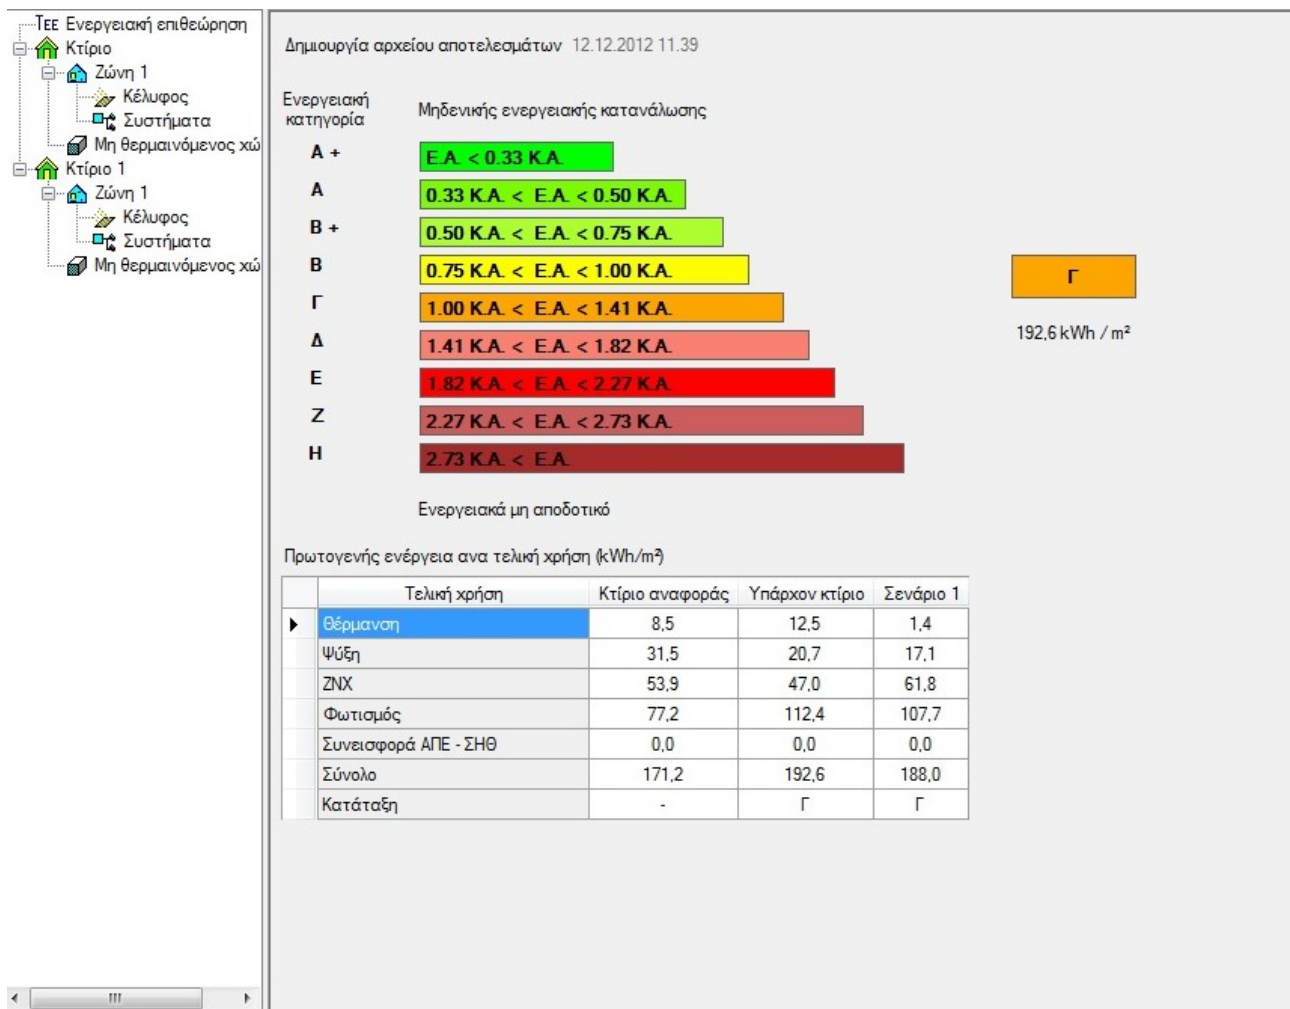 ΤΕΕ Ενεργειακή επιθεώρηση
Κτίριο
Ζώνη 1
Κέλυφος
Συστήματα
Μη θερμαινόμενος χώ
Κτίριο 1
Ζώνη 1
Κέλυφος
Συστήματα
Μη θερμαινόμενος χώ
Δημιουργία αρχείου αποτελεσμάτων 12.12.2012 11.39
Ενεργειακή
κατηγορία
Μηδενικής ενεργειακής κατανάλωσης
Α + Ε.Α. < 0.33 Κ.Α.
Α 0.33 Κ.Α. < Ε.Α. < 0.50 Κ.Α.
Β + 0.50 Κ.Α. < Ε.Α. < 0.75 Κ.Α.
Β 0.75 Κ.Α. < Ε.Α. < 1.00 Κ.Α.
Γ 1.00 Κ.Α. < Ε.Α. < 1.41 Κ.Α.
Δ 1.41 Κ.Α. < Ε.Α. < 1.82 Κ.Α.
Ε 1.82 Κ.Α. < Ε.Α. < 2.27 Κ.Α.
Ζ 2.27 Κ.Α. < Ε.Α. < 2.73 Κ.Α.
Η 2.73 Κ.Α. < Ε.Α.
Γ
192,6 kWh / m²
Ενεργειακά μη αποδοτικό
Πρωτογενής ενέργεια ανα τελική χρήση (kWh/m²)
Τελική χρήση Κτίριο αναφοράς Υπάρχον κτίριο Σενάριο 1
Θέρμανση 8,5 12,5 1,4
Ψύξη 31,5 20,7 17,1
ΖΝΧ 53,9 47,0 61,8
Φωτισμός 77,2 112,4 107,7
Συνεισφορά ΑΠΕ - ΣΗΘ 0,0 0,0 0,0
Σύνολο 171,2 192,6 188,0
Κατάταξη - Γ Γ